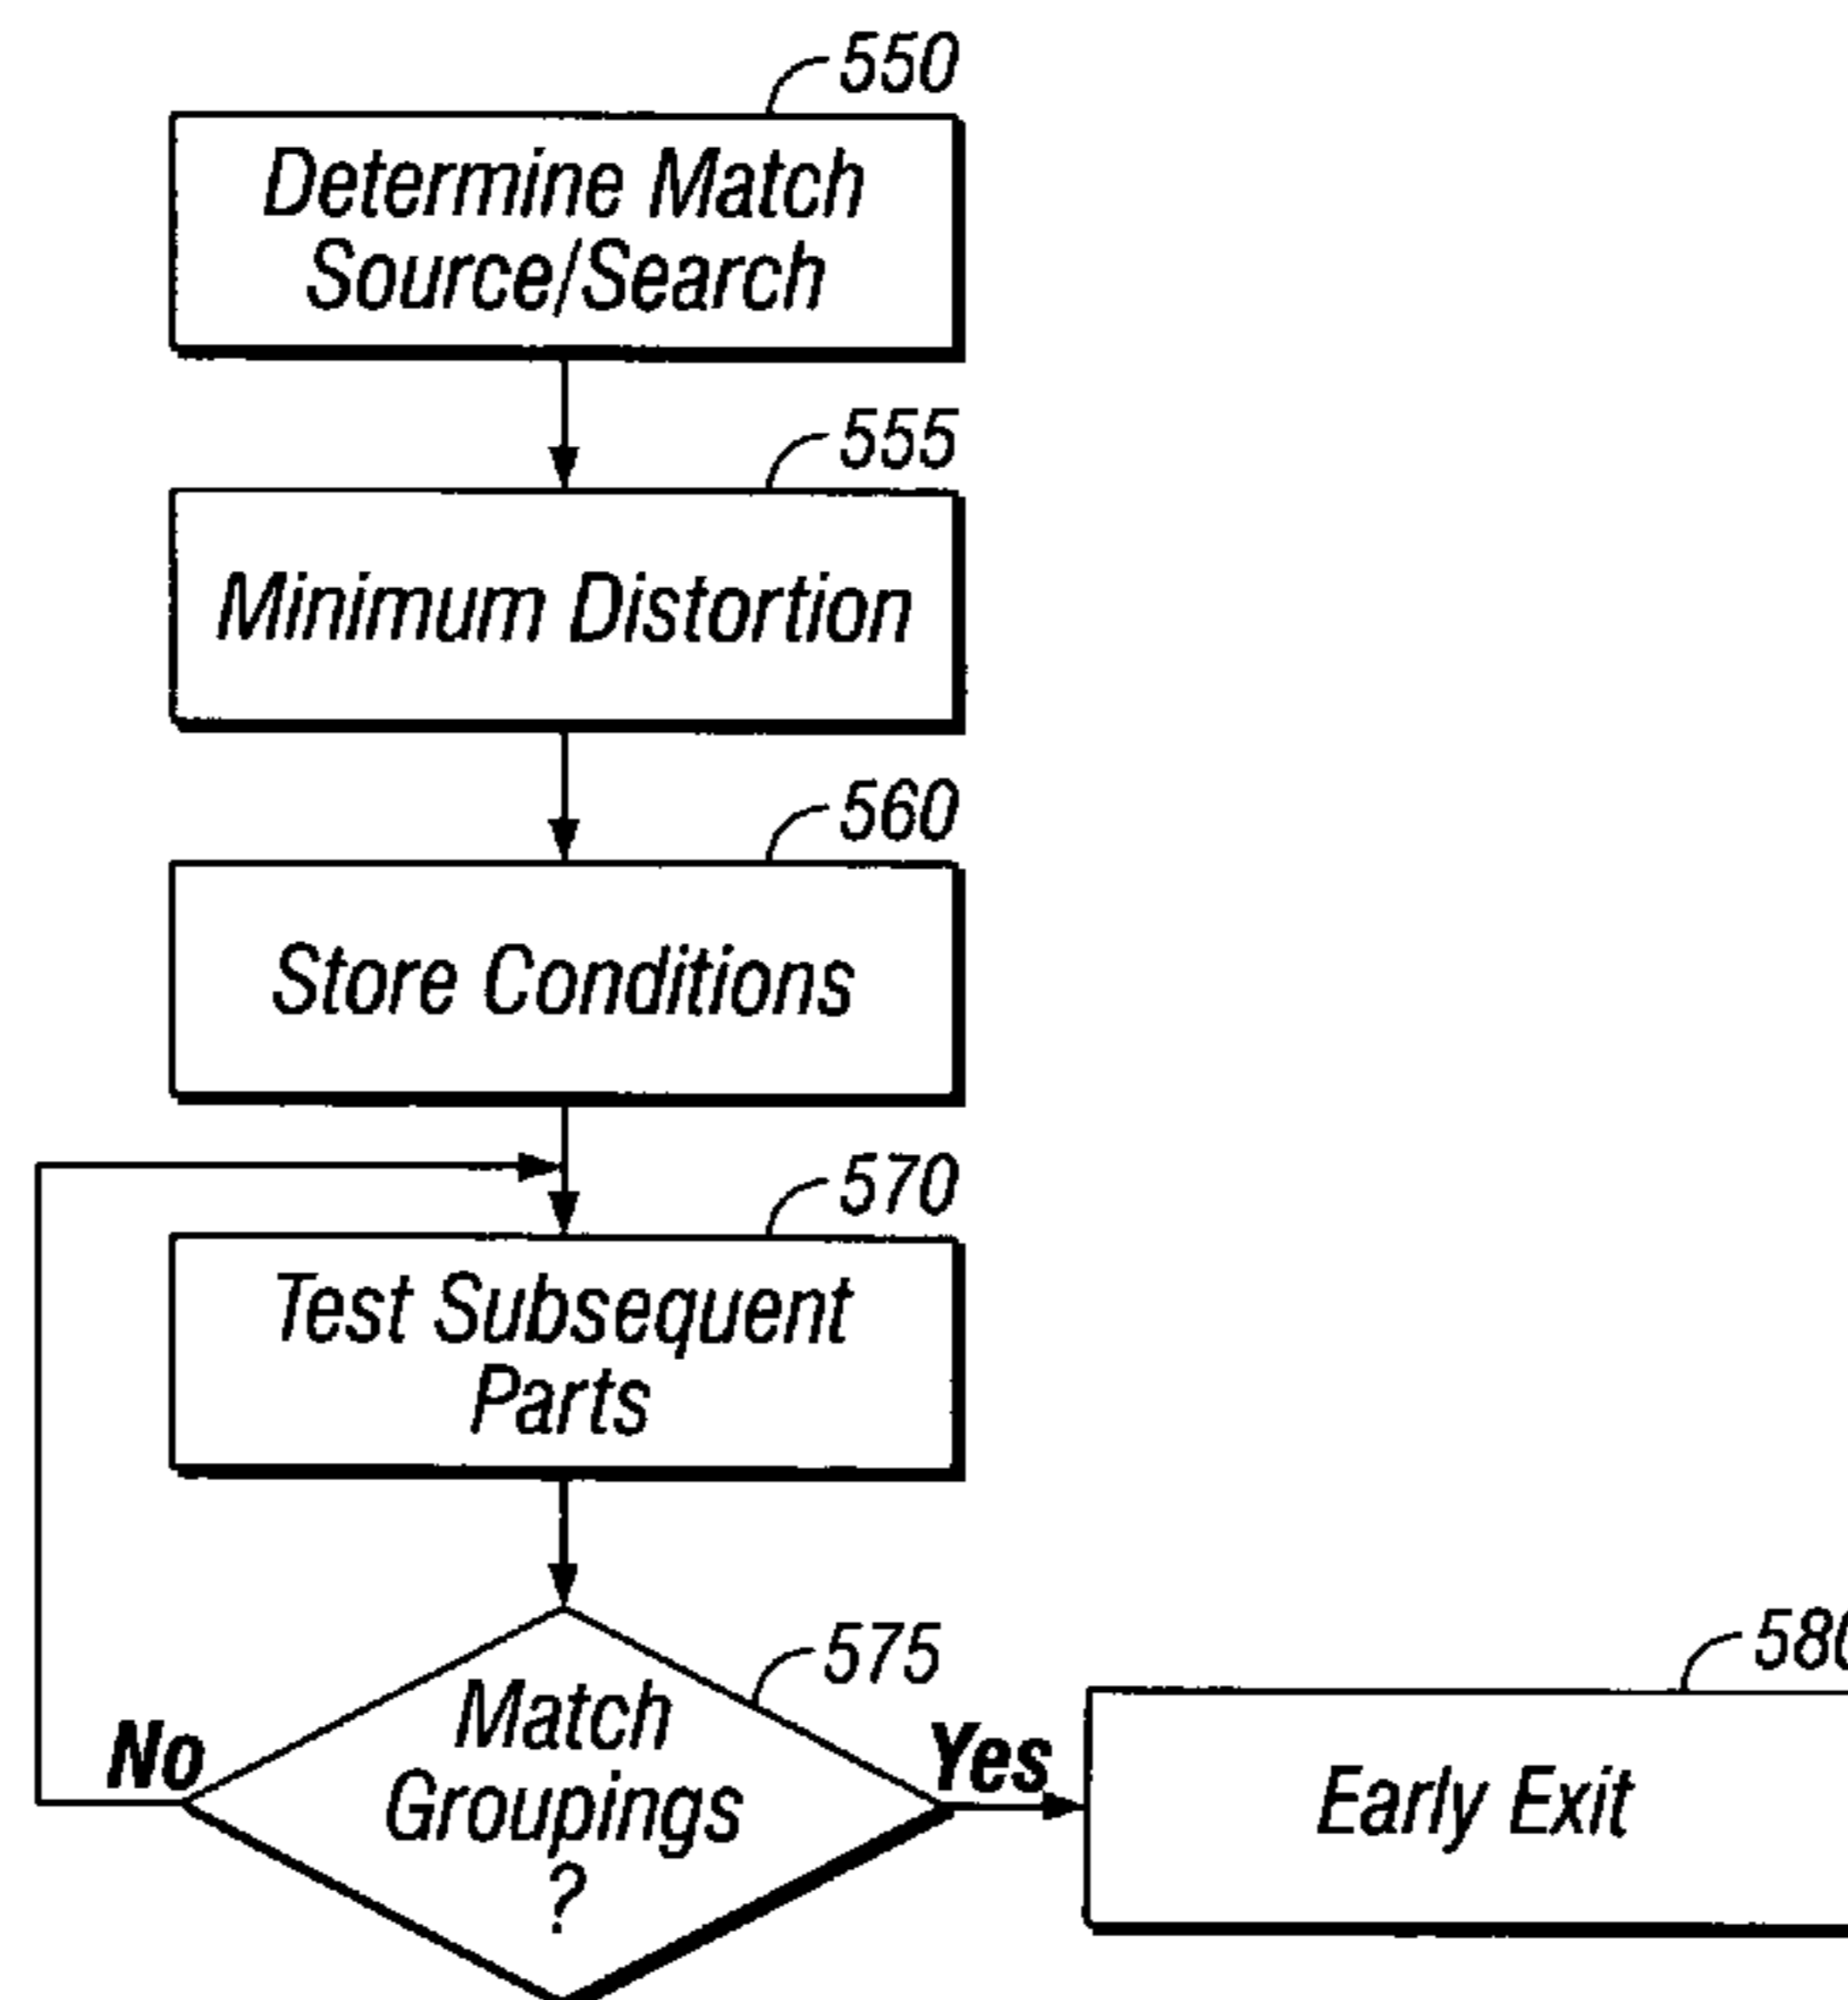 550
Determine Match
Source/Search
555
Minimum Distortion
560
Store Conditions
570
Test Subsequent
Parts
575
Match
Groupings
?
No
Yes
Early Exit